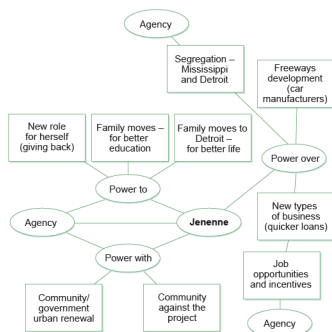 Agency
Segregation –
Mississippi
and Detroit
Freeways
development
(car
manufacturers)
New role
for herself
(giving back)
Family moves –
for better
education
Family moves to
Detroit –
for better life
Power over
Power to
Agency
Jenenne
New types
of business
(quicker loans)
Power with
Job
opportunities
and incentives
Community/
government
urban renewal
Community
against the
project
Agency